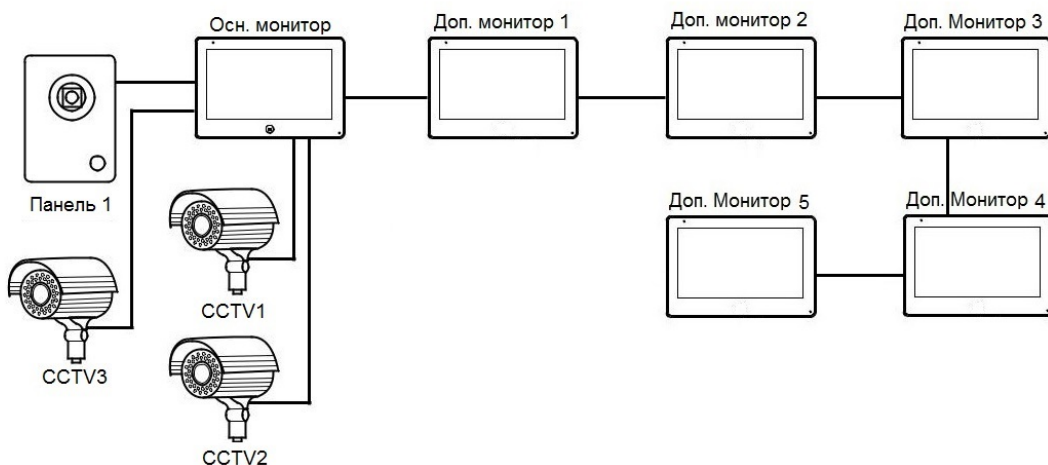 Осн. монитор
Доп. монитор 1
Доп. монитор 2
Доп. Монитор 3
Панель 1
Доп. Монитор 5
Доп. Монитор 4
CCTV1
CCTV3
CCTV2